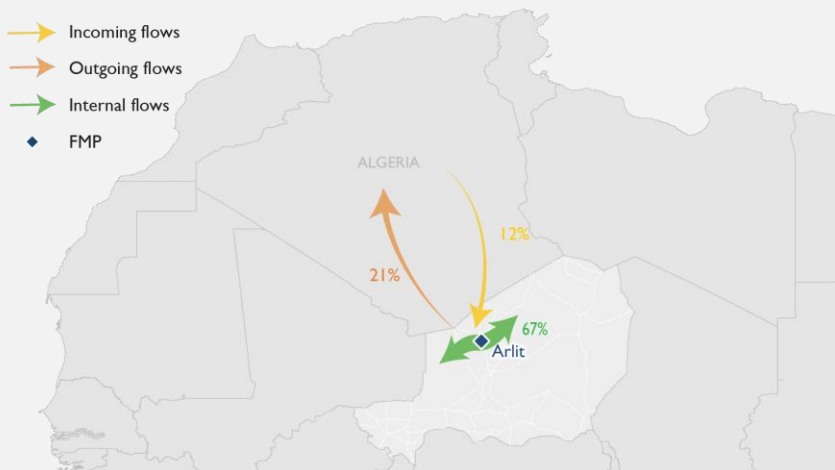 Incoming flows
Outgoing flows
Internal flows
FMP
ALGERIA
12%
21%
67%
Arlit